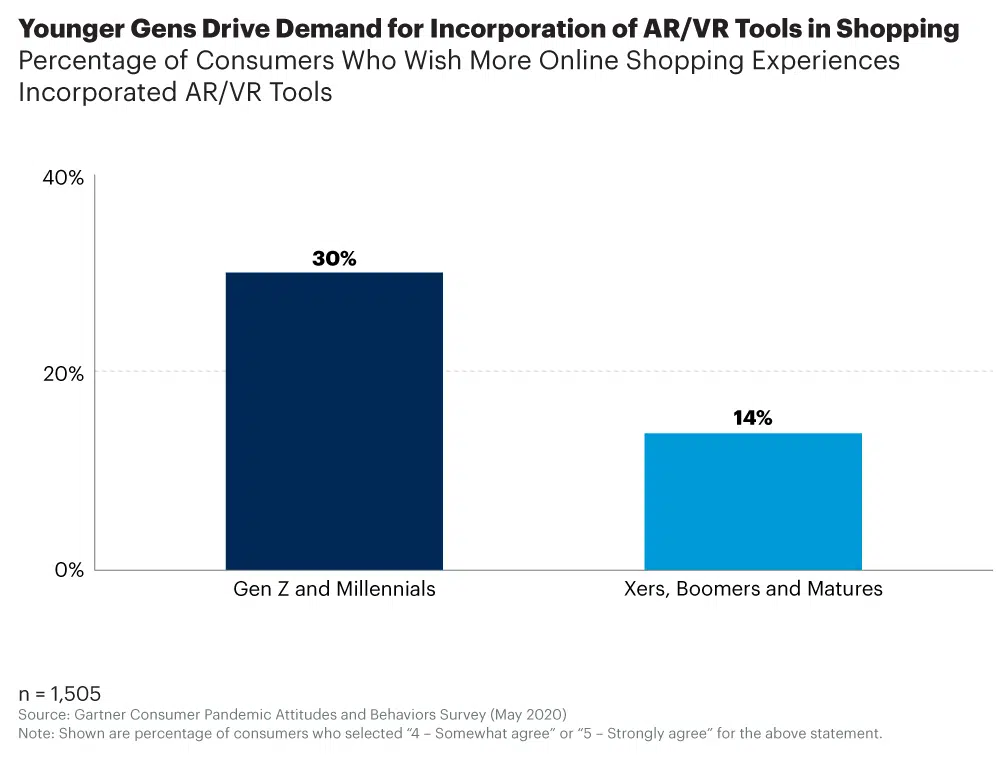 Younger Gens Drive Demand for Incorporation of AR/VR Tools in Shopping
Percentage of Consumers Who Wish More Online Shopping Experiences
Incorporated AR/VR Tools
40%
30%
20%
14%
0%
Gen Z and Millennials
Xers, Boomers and Matures
n = 1,505
Source: Gartner Consumer Pandemic Attitudes and Behaviors Survey (May 2020)
Note: Shown are percentage of consumers who selected “4 – Somewhat agree” or “5 – Strongly agree” for the above statement.